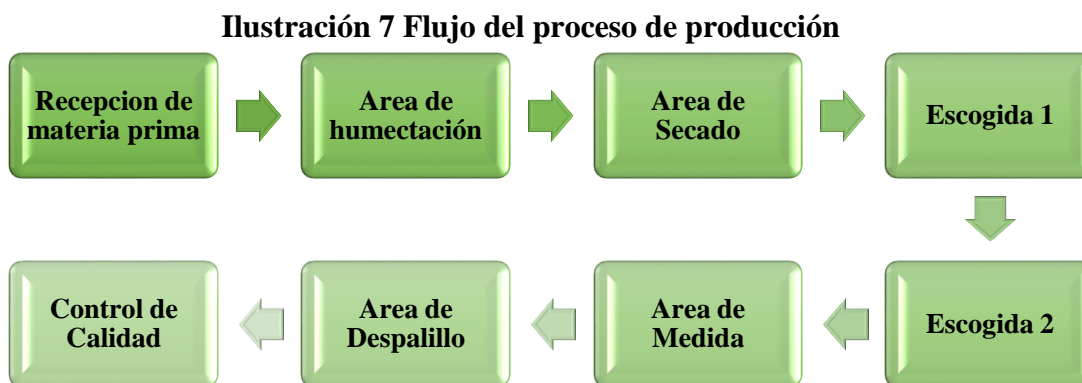 Ilustración 7 Flujo del proceso de producción
Recepcion de
materia prima
Area de
humectación
Area de
Secado
Escogida 1
Escogida 2
Area de
Medida
Area de
Despalillo
Control de
Calidad